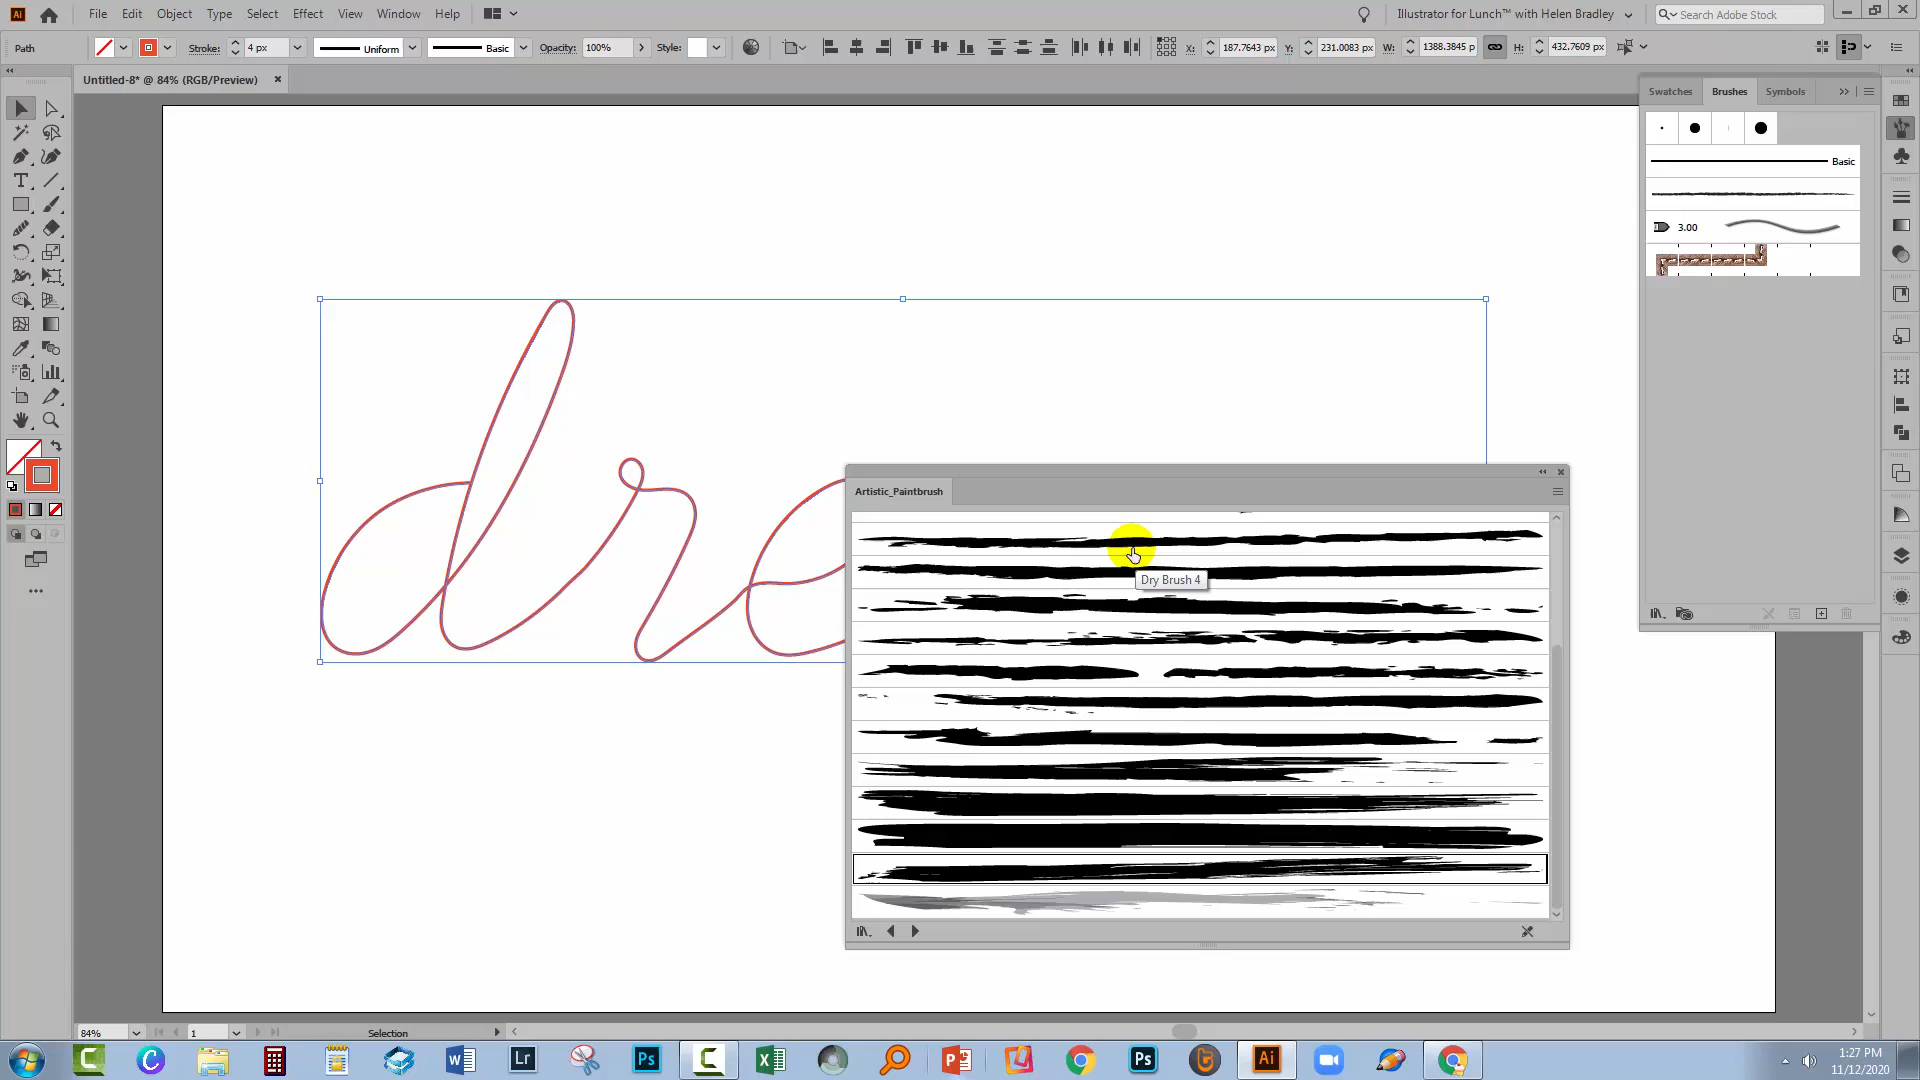 File Edit Object Type Select Effect View Window Help
Illustrator for Lunch™ with Helen Bradley
Search Adobe Stock
Path
Stroke: 4 px Uniform Basic Opacity: 100% Style:
X: 187.7643 px Y: 231.0083 px W: 1388.3845 p H: 432.7609 px
Untitled-8* @ 84% (RGB/Preview)
Swatches Brushes Symbols
Basic
3.00
Artistic_Paintbrush
Dry Brush 4
84% 1 Selection
1:27 PM
11/12/2020